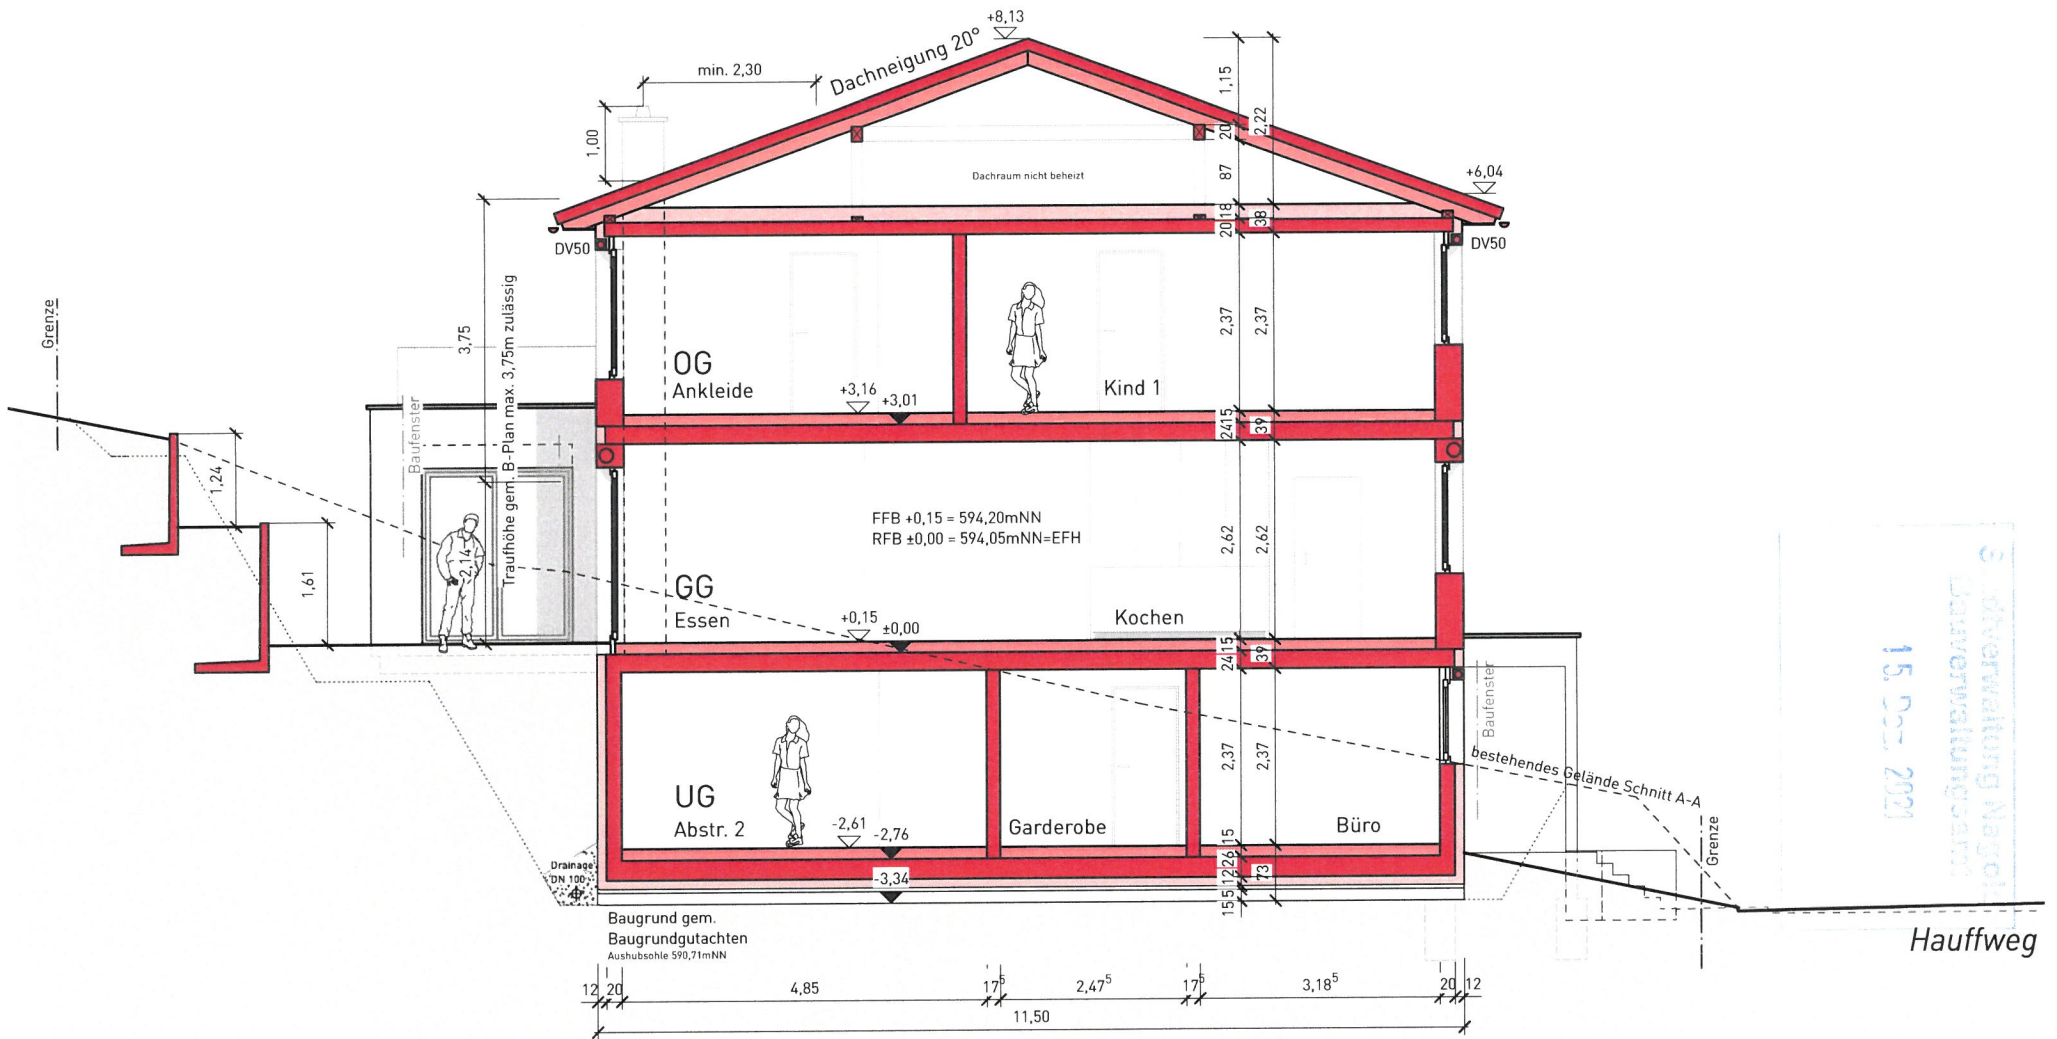 +8,13
Dachneigung 20°
min. 2,30
1,00
1,15
2,22
20
87
Dachraum nicht beheizt
+6,04
18
20
38
DV50
DV50
Grenze
3,75
Traufhöhe gem. B-Plan max. 3,75m zulässig
Baufenster
2,37
2,37
OG
Ankleide
+3,16
+3,01
Kind 1
15
24
39
1,24
1,61
2,14
FFB +0,15 = 594,20mNN
RFB ±0,00 = 594,05mNN=EFH
2,62
2,62
GG
Essen
+0,15
±0,00
Kochen
15
24
39
Baufenster
2,37
2,37
bestehendes Gelände Schnitt A-A
UG
Abstr. 2
-2,61
-2,76
Garderobe
Büro
15
26
12
5
15
73
-3,34
Drainage
DN 100
Grenze
Baugrund gem.
Baugrundgutachten
Aushubsohle 590,71mNN
Hauffweg
12 20 4,85 17⁵ 2,47⁵ 17⁵ 3,18⁵ 20 12
11,50
Bauverwaltungsamt
2021